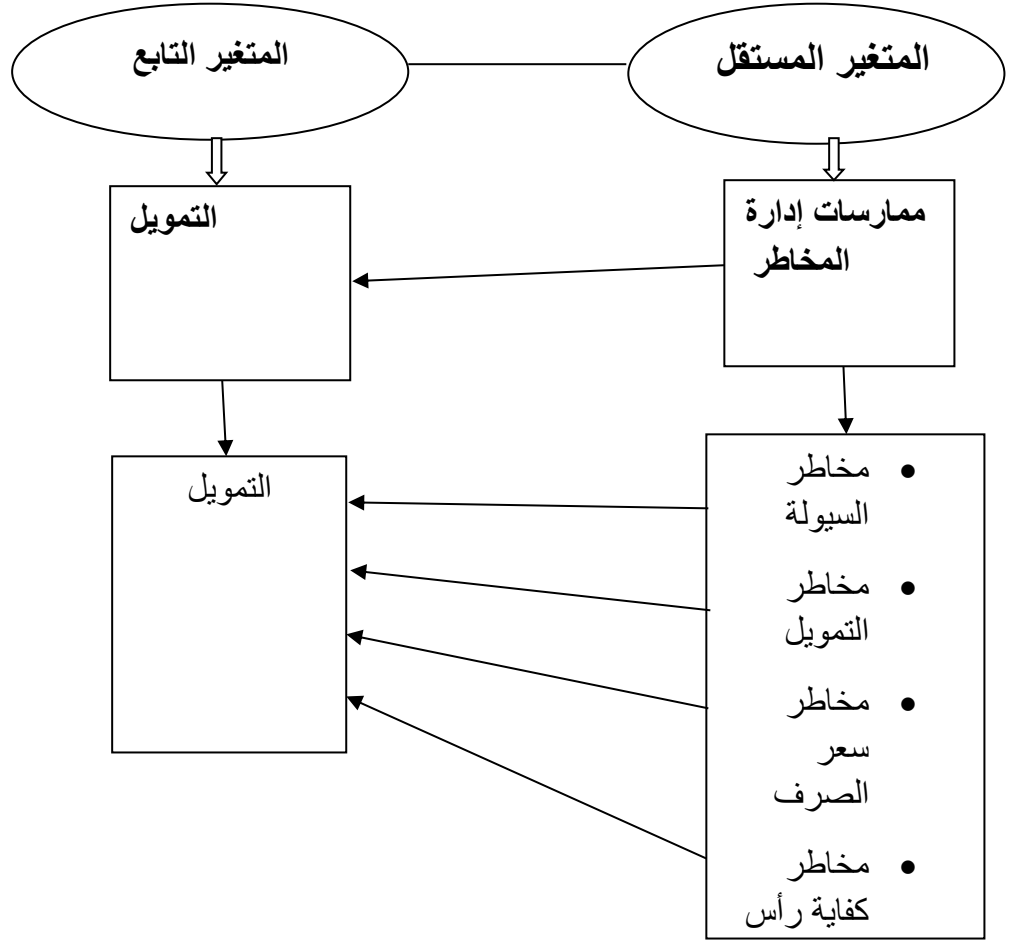 المتغير المستقل
المتغير التابع
ممارسات إدارة
المخاطر
التمويل
• مخاطر
السيولة
• مخاطر
التمويل
• مخاطر
سعر
الصرف
• مخاطر
كفاية رأس
التمويل